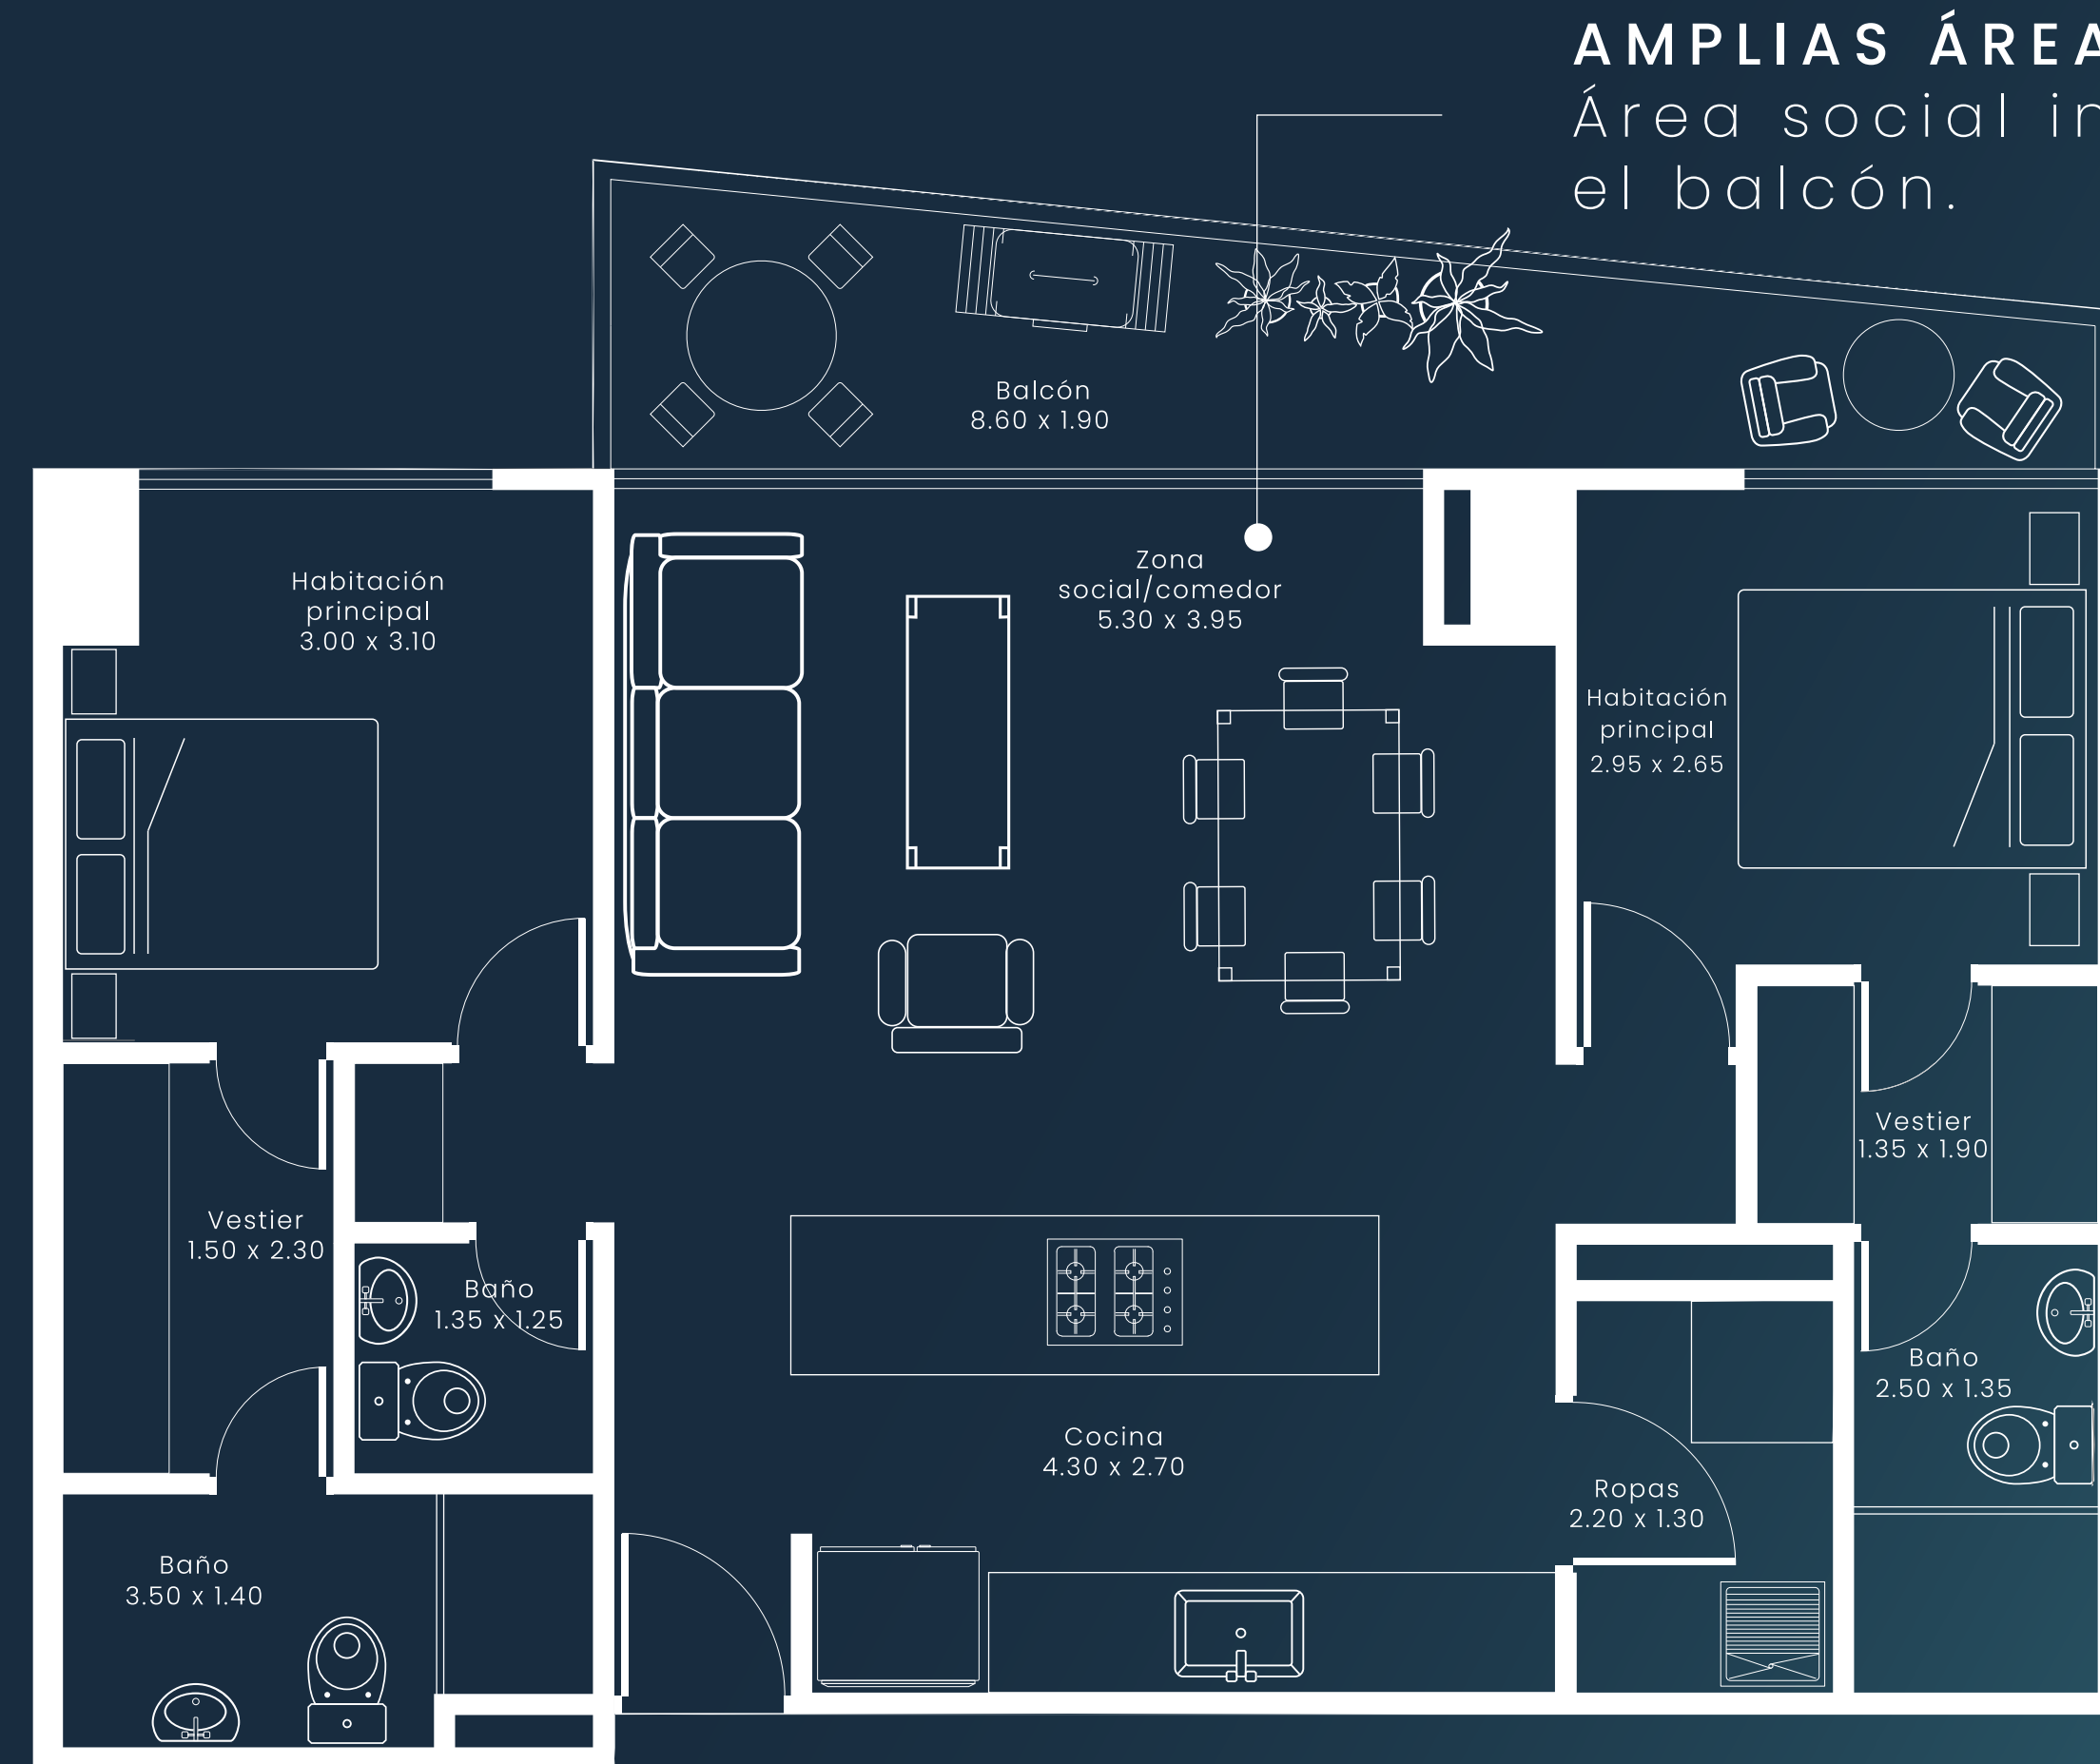 AMPLIAS ÁREA
Área social in
el balcón.
Balcón
8.60 x 1.90
Habitación
principal
3.00 x 3.10
Zona
social/comedor
5.30 x 3.95
Habitación
principal
2.95 x 2.65
Vestier
1.35 x 1.90
Vestier
1.50 x 2.30
Baño
1.35 x 1.25
Baño
2.50 x 1.35
Cocina
4.30 x 2.70
Ropas
2.20 x 1.30
Baño
3.50 x 1.40